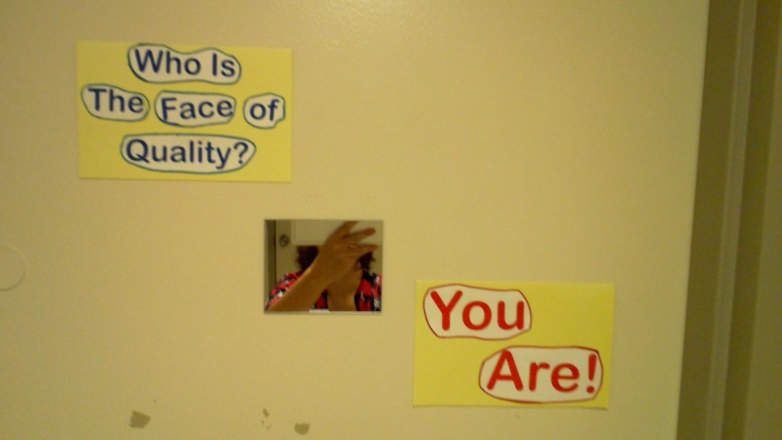 Who Is
The Face of
Quality?
You
Are!